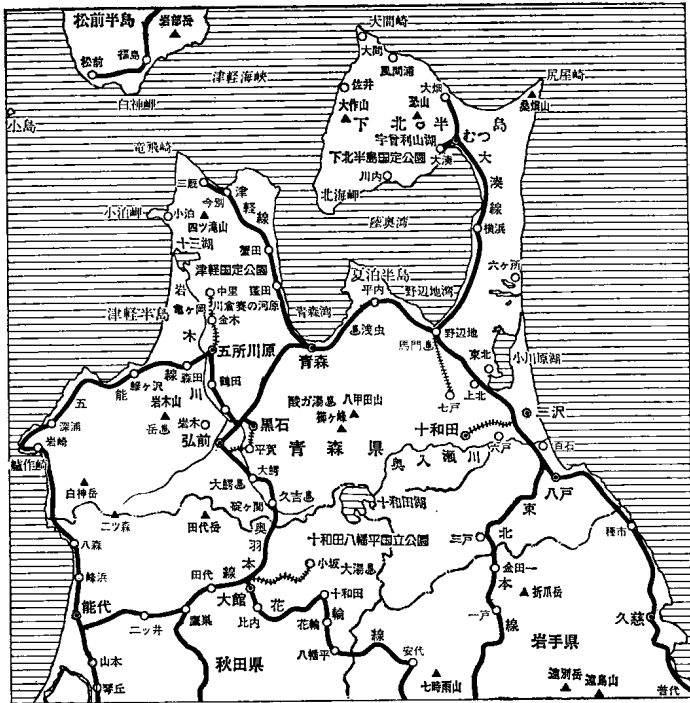 松前半島
岩部岳
松前
福島
津軽海峡
白神岬
小島
大間崎
大間
風間浦
大畑
尻屋崎
桑畑山
佐井
大作山
恐山
下北半島
むつ
宇曽利山湖
大湊
下北半島国定公園
川内
北海岬
大湊線
陸奥湾
横浜
竜飛崎
三厩
今別
津軽線
小泊岬
小泊
四ツ滝山
十三湖
蟹田
津軽国定公園
中里
蓬田
川倉賽の河原
金木
亀ヶ岡
岩木川
津軽半島
夏泊半島
平内
野辺地湾
青森湾
浅虫
六ヶ所
小川原湖
馬門
野辺地
東北
上北
七戸
五所川原
青森
五能線
鰺ヶ沢
森田
鶴田
深浦
岩崎
岩木山
岳
岩木
黒石
弘前
平賀
酸ガ湯
八甲田山
櫛ヶ峰
青森県
十和田
三沢
六戸
百石
奥入瀬川
艫作崎
大鰐
大鰐
久吉
碇ヶ関
白神岳
二ツ森
田代岳
十和田湖
八戸
八森
峰浜
奥羽本線
十和田八幡平国立公園
三戸
東北本線
種市
小坂
大湯
金田一
折爪岳
能代
二ッ井
田代
鷹巣
大館
比内
花輪線
十和田
花輪
八幡平
安代
一戸
岩手県
久慈
山本
琴丘
秋田県
七時雨山
遠別岳
遠島山
普代